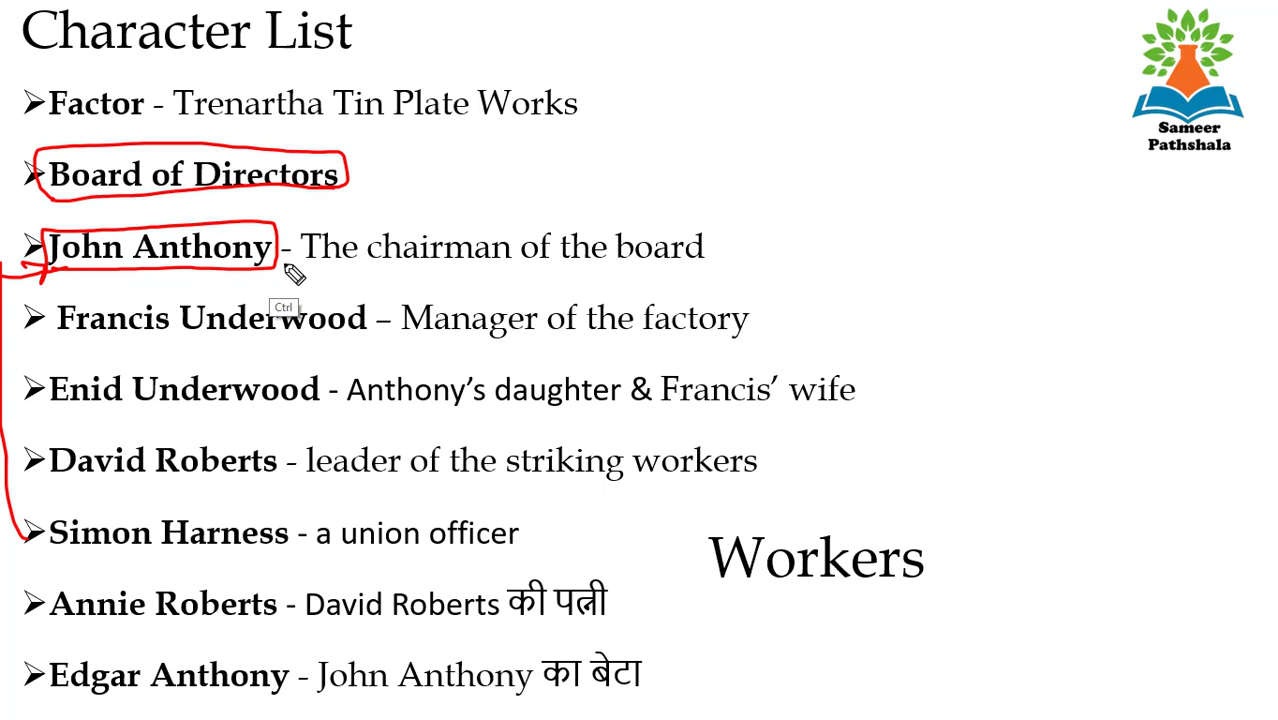 Character List
➢Factor - Trenartha Tin Plate Works
➢Board of Directors
➢John Anthony - The chairman of the board
➢ Francis Underwood – Manager of the factory
➢Enid Underwood - Anthony’s daughter & Francis’ wife
➢David Roberts - leader of the striking workers
➢Simon Harness - a union officer
➢Annie Roberts - David Roberts की पत्नी
➢Edgar Anthony - John Anthony का बेटा
Workers
Ctrl
Sameer
Pathshala